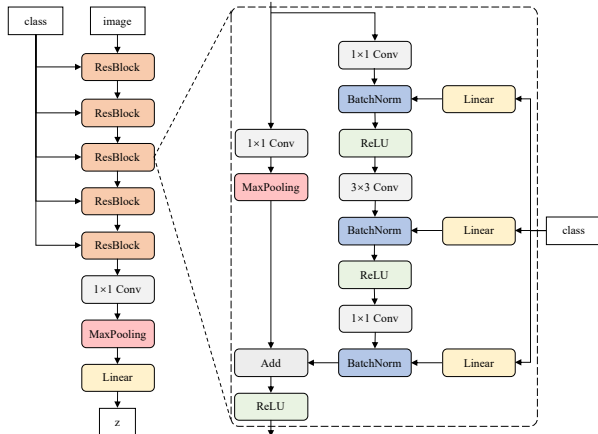 class
image
ResBlock
ResBlock
ResBlock
ResBlock
ResBlock
1×1 Conv
MaxPooling
Linear
z
1×1 Conv
MaxPooling
1×1 Conv
BatchNorm
Linear
ReLU
3×3 Conv
BatchNorm
Linear
class
ReLU
1×1 Conv
Add
BatchNorm
Linear
ReLU